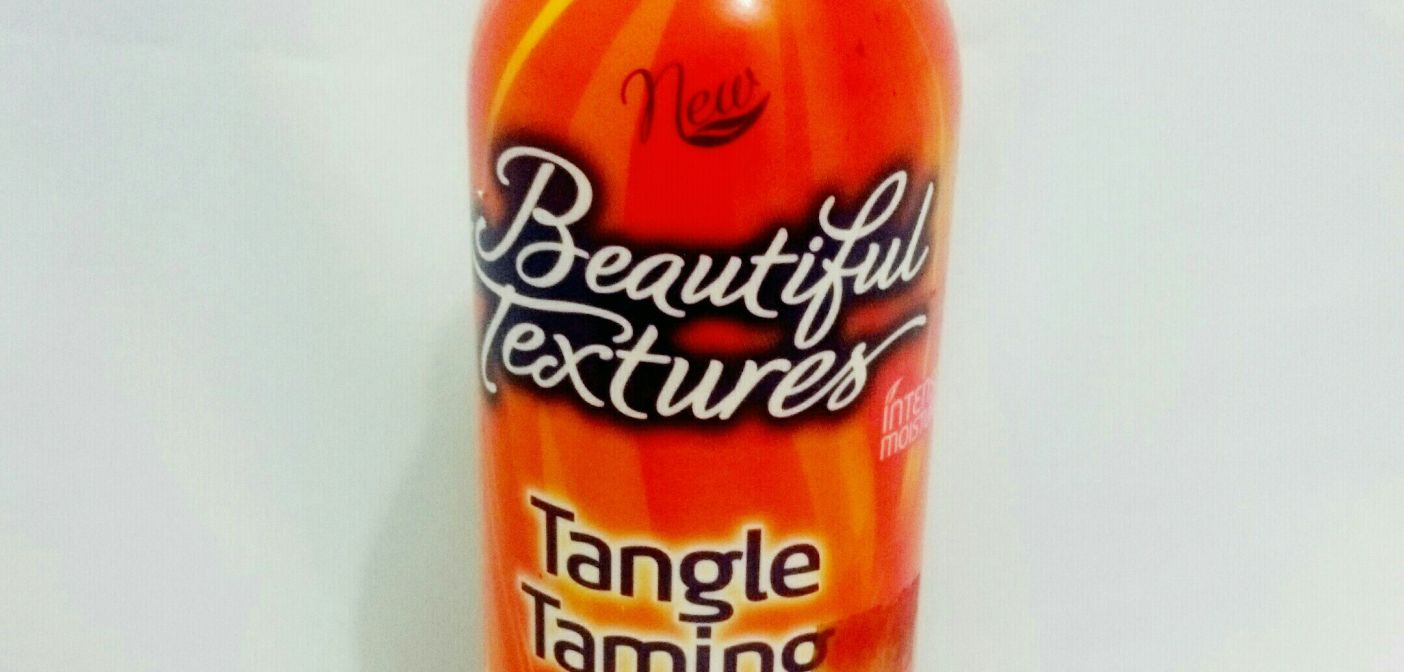 New
Beautiful
Textures
Tangle
Taming